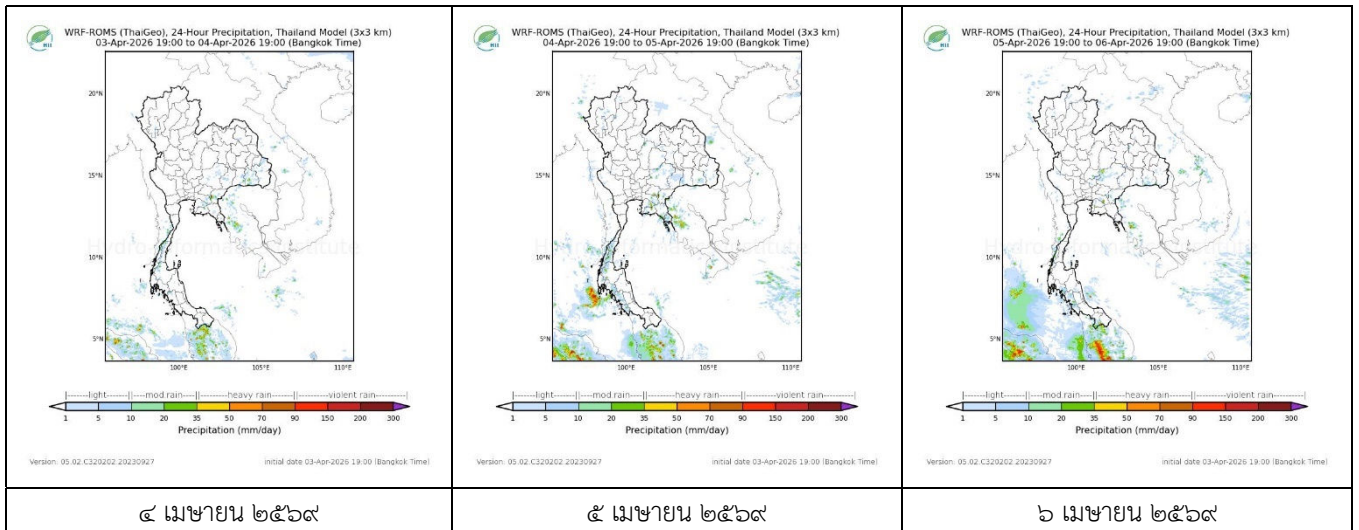 HII
WRF-ROMS (ThaiGeo), 24-Hour Precipitation, Thailand Model (3x3 km)
03-Apr-2026 19:00 to 04-Apr-2026 19:00 (Bangkok Time)
20°N
15°N
10°N
5°N
100°E 105°E 110°E
Hydro-Informatics Institute
light mod rain heavy rain violent rain
1 5 10 20 35 50 70 90 150 200 300
Precipitation (mm/day)
Version: 05.02.C320202.20230927 initial date 03-Apr-2026 19:00 (Bangkok Time)
๔ เมษายน ๒๕๖๙
HII
WRF-ROMS (ThaiGeo), 24-Hour Precipitation, Thailand Model (3x3 km)
04-Apr-2026 19:00 to 05-Apr-2026 19:00 (Bangkok Time)
20°N
15°N
10°N
5°N
100°E 105°E 110°E
Hydro-Informatics Institute
light mod rain heavy rain violent rain
1 5 10 20 35 50 70 90 150 200 300
Precipitation (mm/day)
Version: 05.02.C320202.20230927 initial date 03-Apr-2026 19:00 (Bangkok Time)
๕ เมษายน ๒๕๖๙
HII
WRF-ROMS (ThaiGeo), 24-Hour Precipitation, Thailand Model (3x3 km)
05-Apr-2026 19:00 to 06-Apr-2026 19:00 (Bangkok Time)
20°N
15°N
10°N
5°N
100°E 105°E 110°E
Hydro-Informatics Institute
light mod rain heavy rain violent rain
1 5 10 20 35 50 70 90 150 200 300
Precipitation (mm/day)
Version: 05.02.C320202.20230927 initial date 03-Apr-2026 19:00 (Bangkok Time)
๖ เมษายน ๒๕๖๙